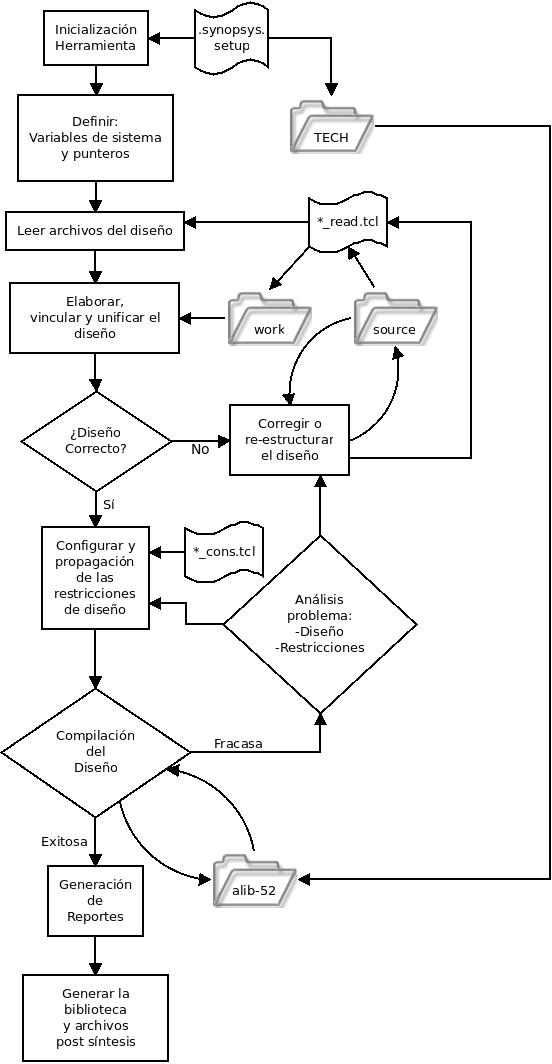 Inicialización
Herramienta
.synopsys.
setup
TECH
Definir:
Variables de sistema
y punteros
Leer archivos del diseño
*_read.tcl
Elaborar,
vincular y unificar el
diseño
work
source
¿Diseño
Correcto?
No
Corregir o
re-estructurar
el diseño
Sí
Configurar y
propagación
de las
restricciones
de diseño
*_cons.tcl
Análisis
problema:
-Diseño
-Restricciones
Compilación
del
Diseño
Fracasa
Exitosa
alib-52
Generación
de
Reportes
Generar la
biblioteca
y archivos
post síntesis